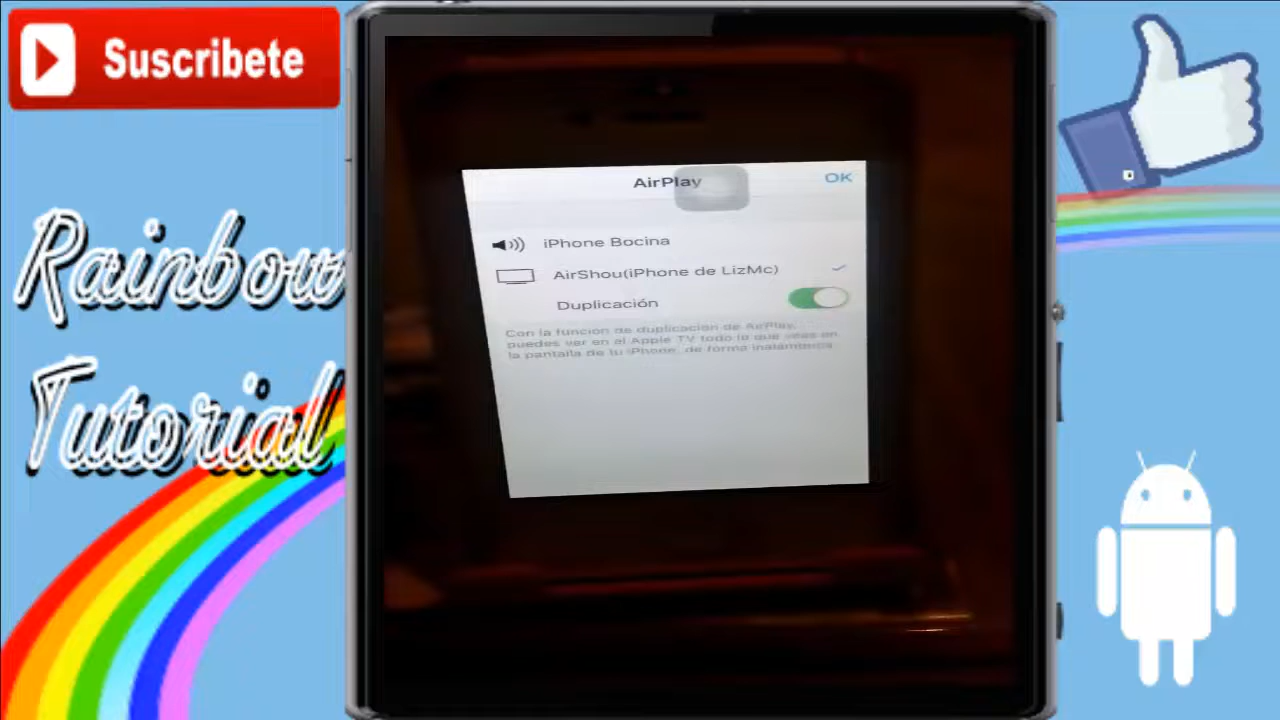 Suscribete
Rainbow
Tutorial
AirPlay
OK
iPhone Bocina
AirShou(iPhone de LizMc)
Duplicación
Con la función de duplicación de AirPlay,
puedes ver en el Apple TV todo lo que veas en
la pantalla de tu iPhone, de forma inalámbrica.